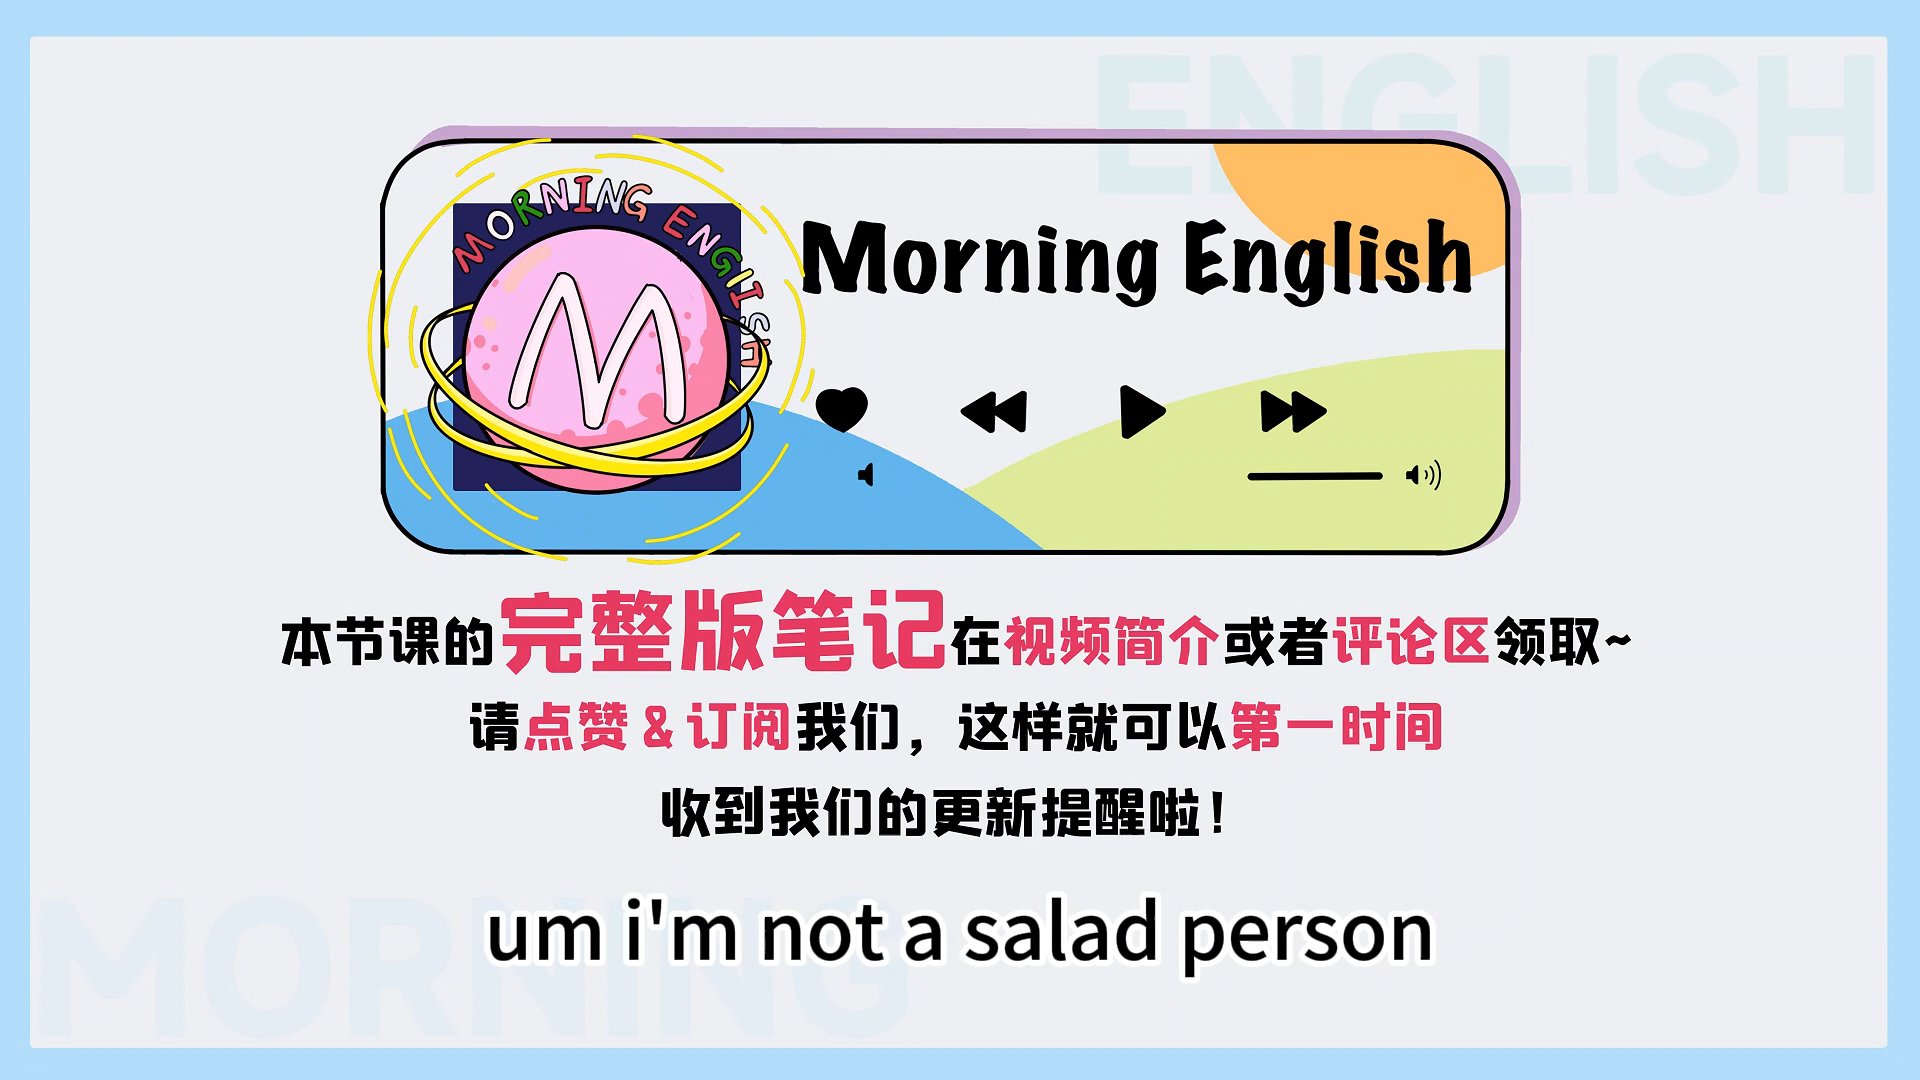 ENGLISH
MORNING ENGLISH
M
Morning English
本节课的完整版笔记在视频简介或者评论区领取~
请点赞&订阅我们，这样就可以第一时间
收到我们的更新提醒啦！
MORNING
um i'm not a salad person